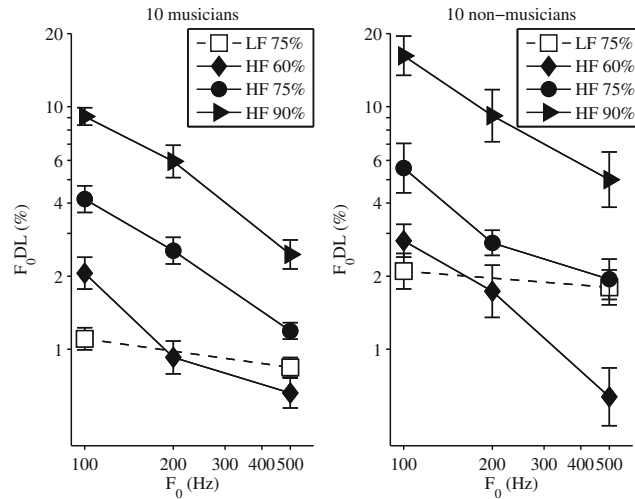 10 musicians
20
10
6
4
2
1
F₀DL (%)
LF 75%
HF 60%
HF 75%
HF 90%
100
200
300
400
500
F₀ (Hz)
10 non−musicians
20
10
6
4
2
1
F₀DL (%)
LF 75%
HF 60%
HF 75%
HF 90%
100
200
300
400
500
F₀ (Hz)